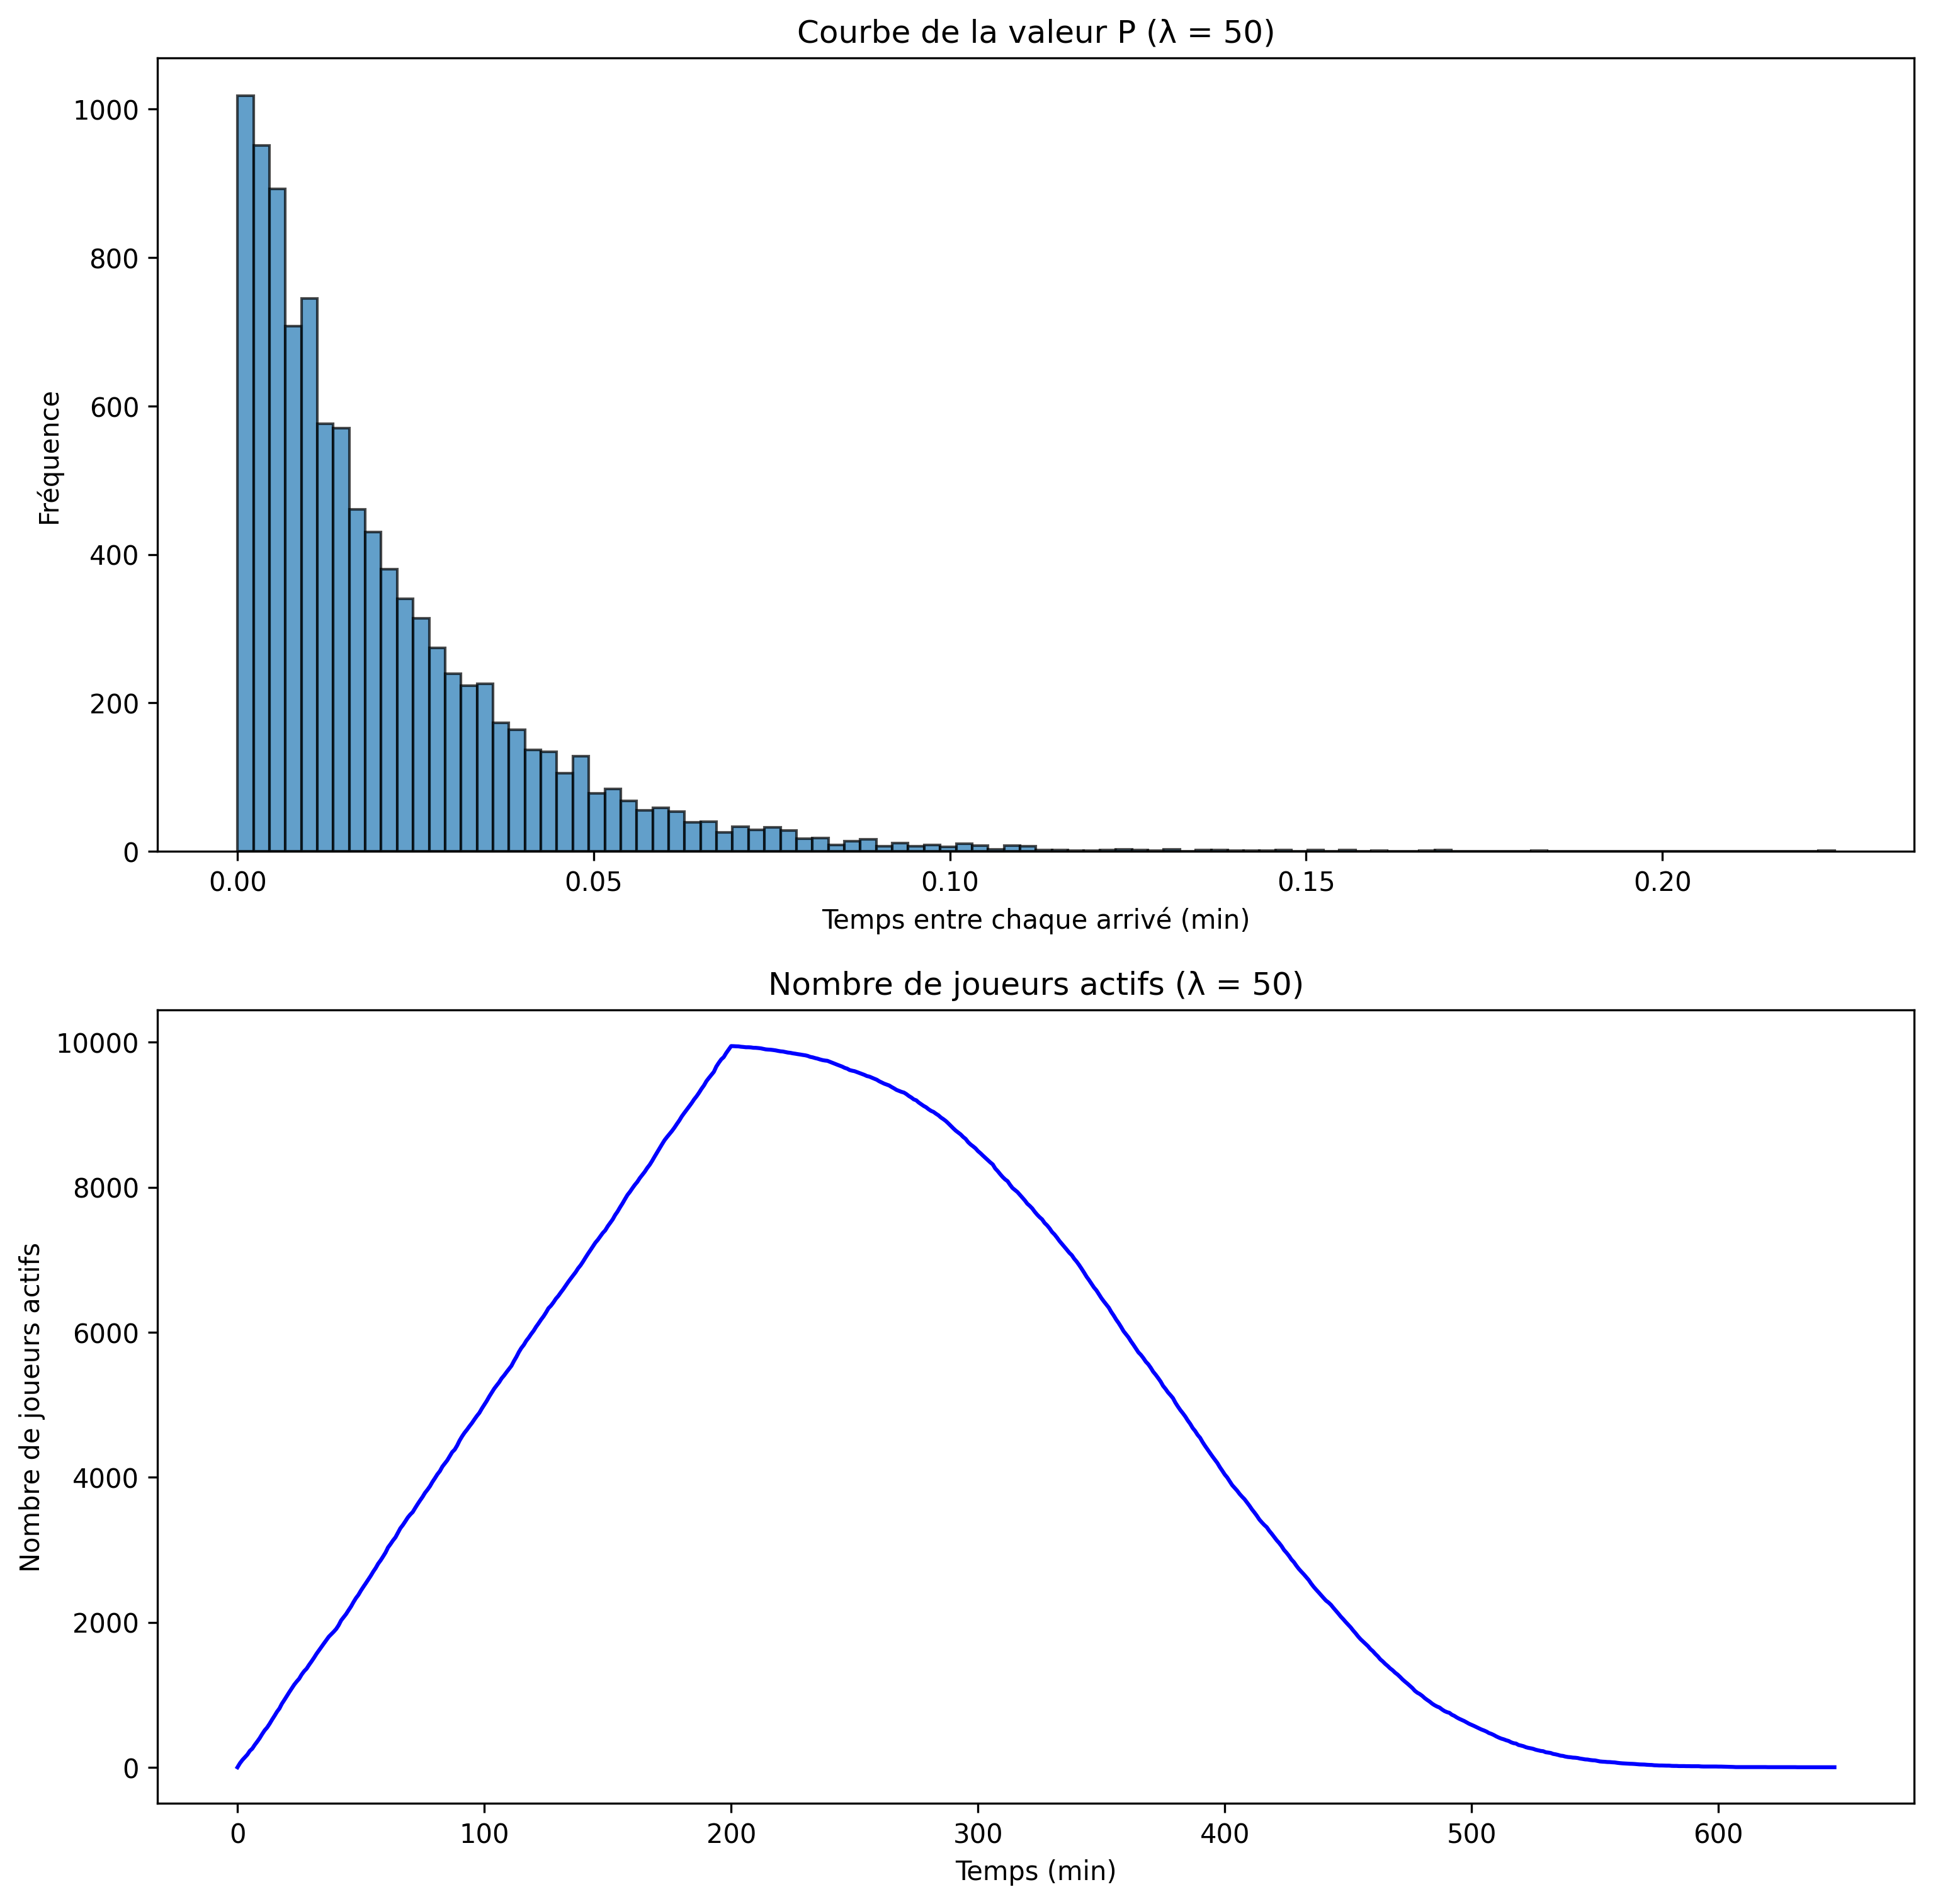 Courbe de la valeur P (λ = 50)
1000
800
600
400
200
0
Fréquence
0.00 0.05 0.10 0.15 0.20
Temps entre chaque arrivé (min)
Nombre de joueurs actifs (λ = 50)
10000
8000
6000
4000
2000
0
Nombre de joueurs actifs
0 100 200 300 400 500 600
Temps (min)